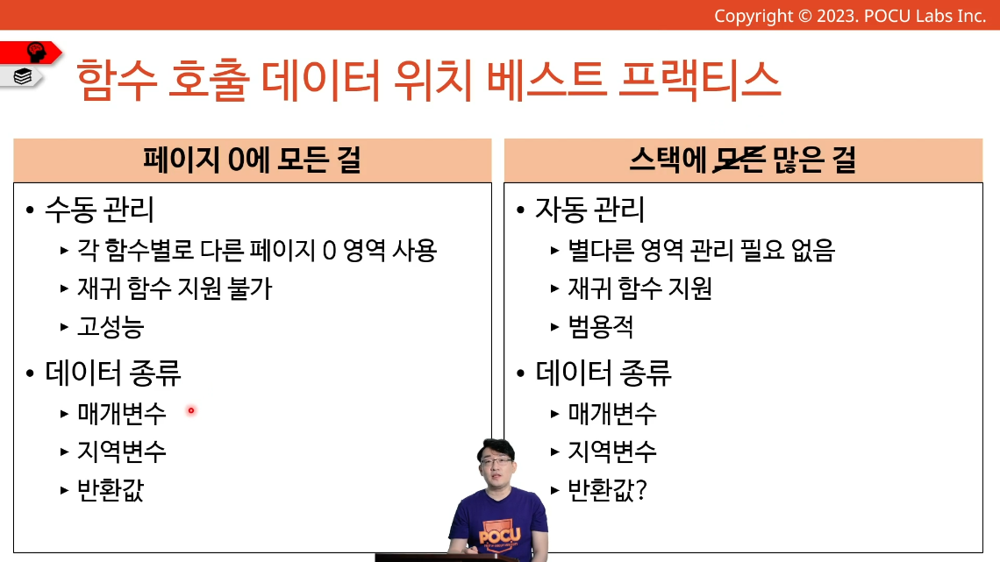 Copyright © 2023. POCU Labs Inc.
함수 호출 데이터 위치 베스트 프랙티스
페이지 0에 모든 걸
• 수동 관리
▸ 각 함수별로 다른 페이지 0 영역 사용
▸ 재귀 함수 지원 불가
▸ 고성능
• 데이터 종류
▸ 매개변수
▸ 지역변수
▸ 반환값
스택에 모든 많은 걸
• 자동 관리
▸ 별다른 영역 관리 필요 없음
▸ 재귀 함수 지원
▸ 범용적
• 데이터 종류
▸ 매개변수
▸ 지역변수
▸ 반환값?
POCU